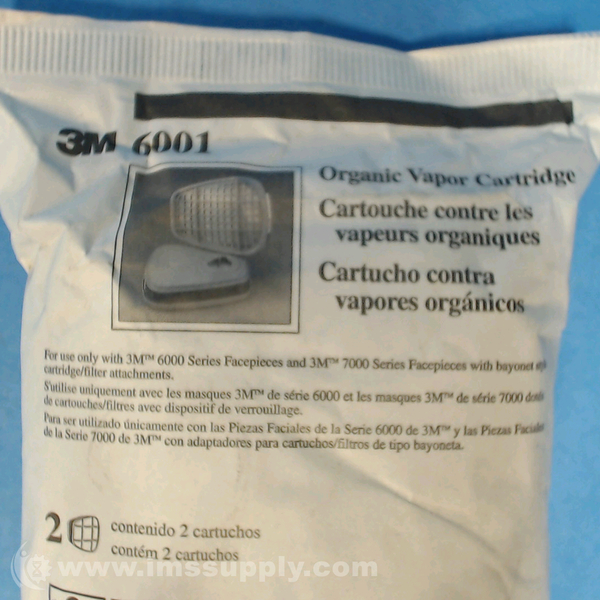 3M 6001
Organic Vapor Cartridge
Cartouche contre les
vapeurs organiques
Cartucho contra
vapores orgánicos
For use only with 3M™ 6000 Series Facepieces and 3M™ 7000 Series Facepieces with bayonet
cartridge/filter attachments.
S'utilise uniquement avec les masques 3M™ de série 6000 et les masques 3M™ de série 7000
de cartouches/filtres avec dispositif de verrouillage.
Para ser utilizado únicamente con las Piezas Faciales de la Serie 6000 de 3M™ y las Piezas Faciales
de la Serie 7000 de 3M™ con adaptadores para cartuchos/filtros de tipo bayoneta.
2 contenido 2 cartuchos
contém 2 cartuchos
www.imssupply.com